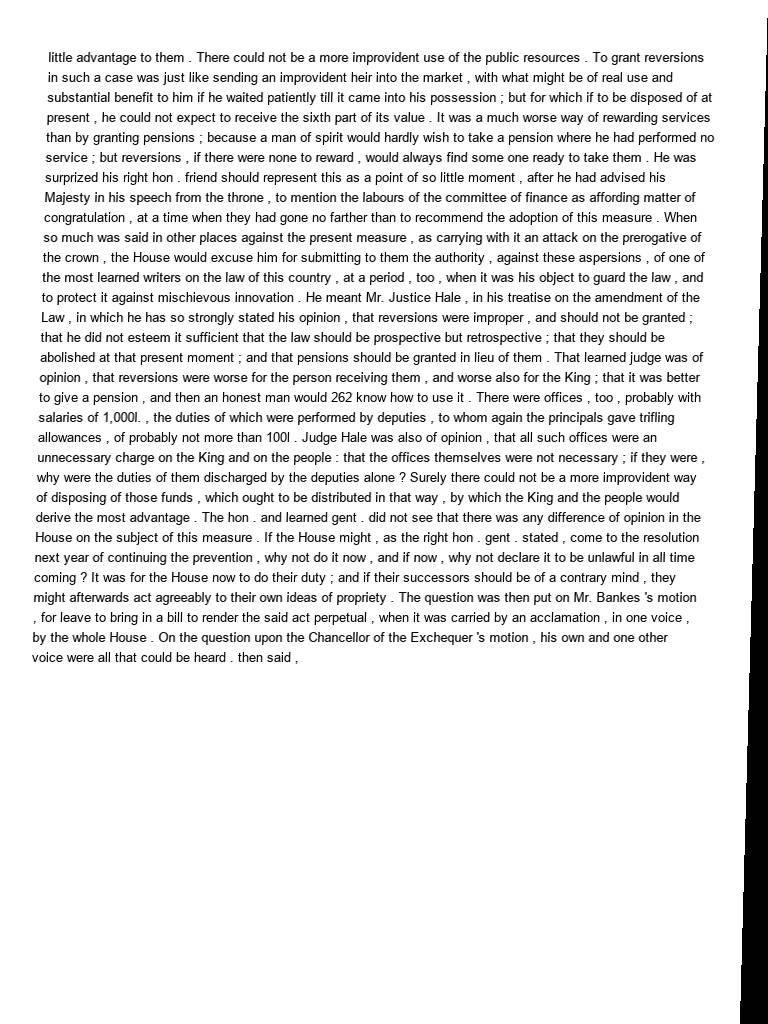 little advantage to them . There could not be a more improvident use of the public resources . To grant reversions
in such a case was just like sending an improvident heir into the market , with what might be of real use and
substantial benefit to him if he waited patiently till it came into his possession ; but for which if to be disposed of at
present , he could not expect to receive the sixth part of its value . It was a much worse way of rewarding services
than by granting pensions ; because a man of spirit would hardly wish to take a pension where he had performed no
service ; but reversions , if there were none to reward , would always find some one ready to take them . He was
surprized his right hon . friend should represent this as a point of so little moment , after he had advised his
Majesty in his speech from the throne , to mention the labours of the committee of finance as affording matter of
congratulation , at a time when they had gone no farther than to recommend the adoption of this measure . When
so much was said in other places against the present measure , as carrying with it an attack on the prerogative of
the crown , the House would excuse him for submitting to them the authority , against these aspersions , of one of
the most learned writers on the law of this country , at a period , too , when it was his object to guard the law , and
to protect it against mischievous innovation . He meant Mr. Justice Hale , in his treatise on the amendment of the
Law , in which he has so strongly stated his opinion , that reversions were improper , and should not be granted ;
that he did not esteem it sufficient that the law should be prospective but retrospective ; that they should be
abolished at that present moment ; and that pensions should be granted in lieu of them . That learned judge was of
opinion , that reversions were worse for the person receiving them , and worse also for the King ; that it was better
to give a pension , and then an honest man would 262 know how to use it . There were offices , too , probably with
salaries of 1,000l. , the duties of which were performed by deputies , to whom again the principals gave trifling
allowances , of probably not more than 100l . Judge Hale was also of opinion , that all such offices were an
unnecessary charge on the King and on the people : that the offices themselves were not necessary ; if they were ,
why were the duties of them discharged by the deputies alone ? Surely there could not be a more improvident way
of disposing of those funds , which ought to be distributed in that way , by which the King and the people would
derive the most advantage . The hon . and learned gent . did not see that there was any difference of opinion in the
House on the subject of this measure . If the House might , as the right hon . gent . stated , come to the resolution
next year of continuing the prevention , why not do it now , and if now , why not declare it to be unlawful in all time
coming ? It was for the House now to do their duty ; and if their successors should be of a contrary mind , they
might afterwards act agreeably to their own ideas of propriety . The question was then put on Mr. Bankes 's motion
, for leave to bring in a bill to render the said act perpetual , when it was carried by an acclamation , in one voice ,
by the whole House . On the question upon the Chancellor of the Exchequer 's motion , his own and one other
voice were all that could be heard . then said ,